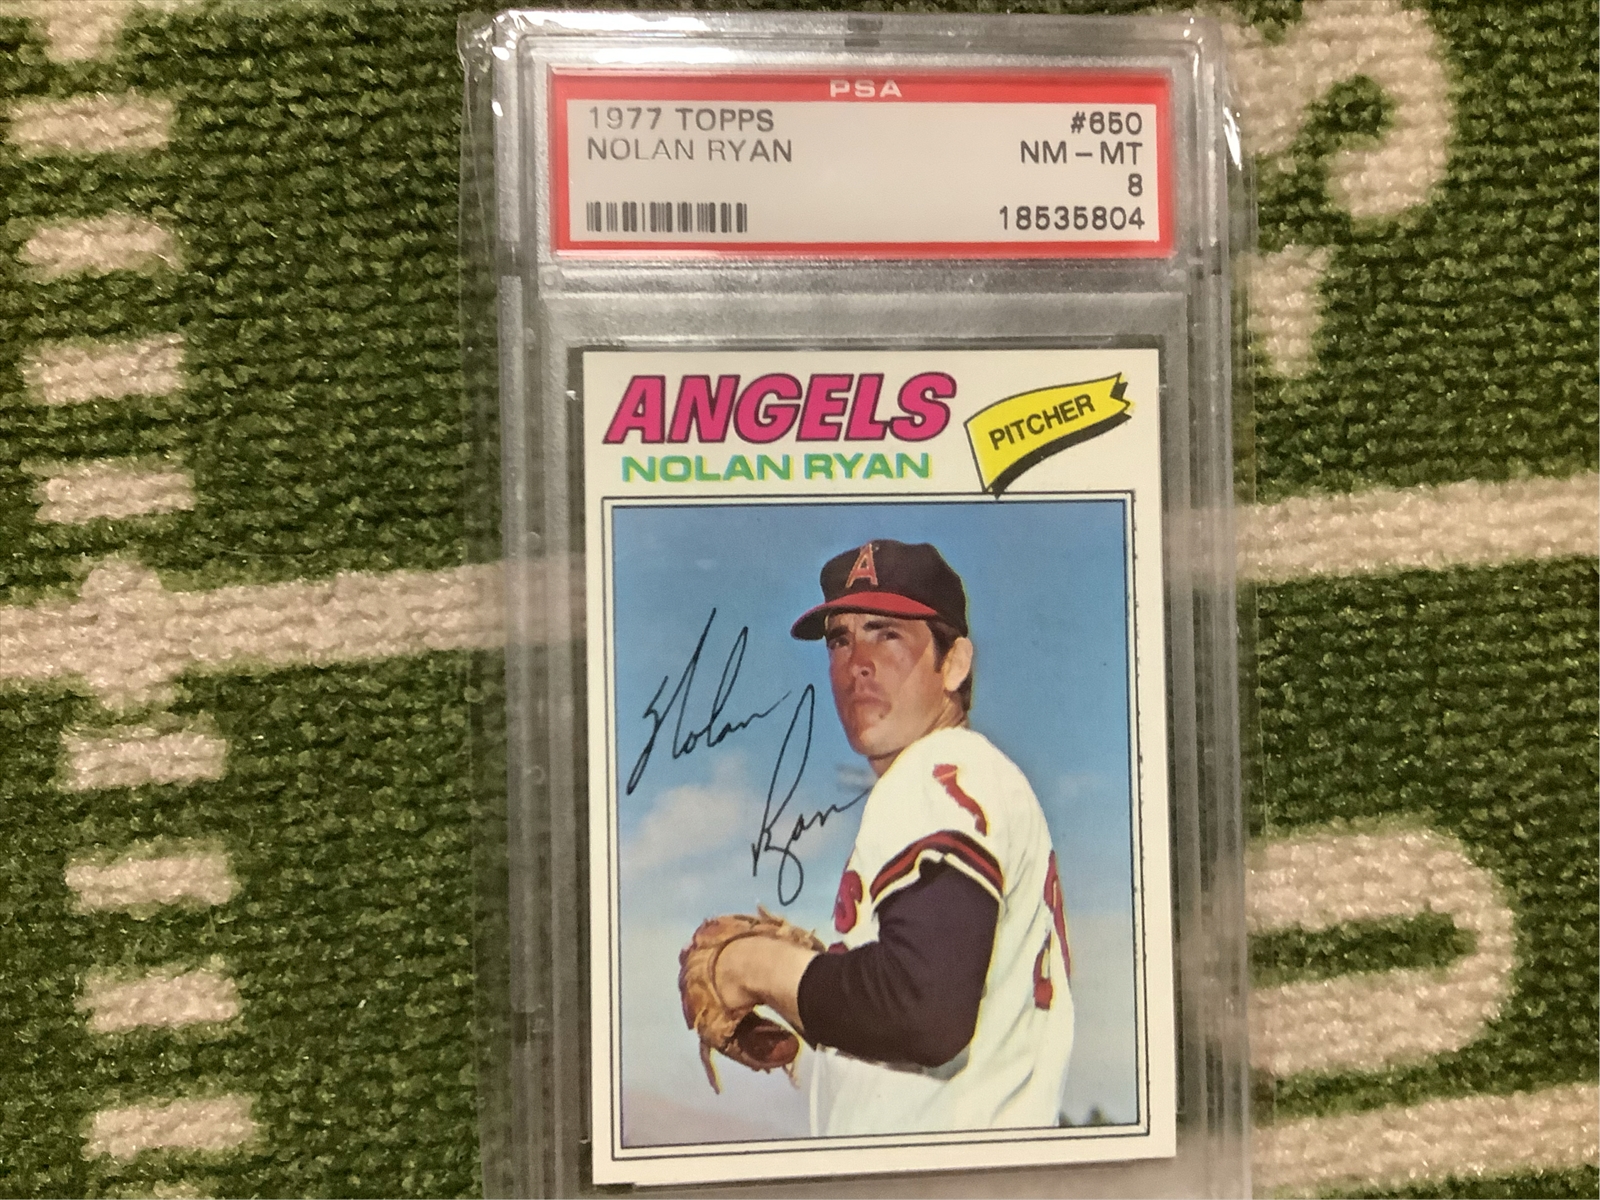 PSA
1977 TOPPS #650
NOLAN RYAN NM - MT
8
18535804
ANGELS
PITCHER
NOLAN RYAN
A
Nolan
Ryan